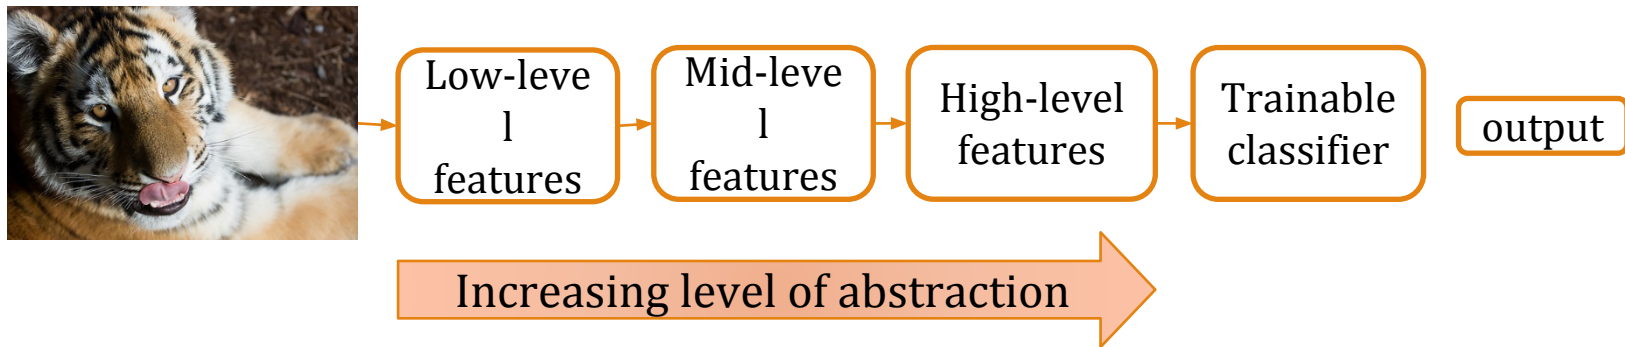 Low-leve
l
features
Mid-leve
l
features
High-level
features
Trainable
classifier
output
Increasing level of abstraction